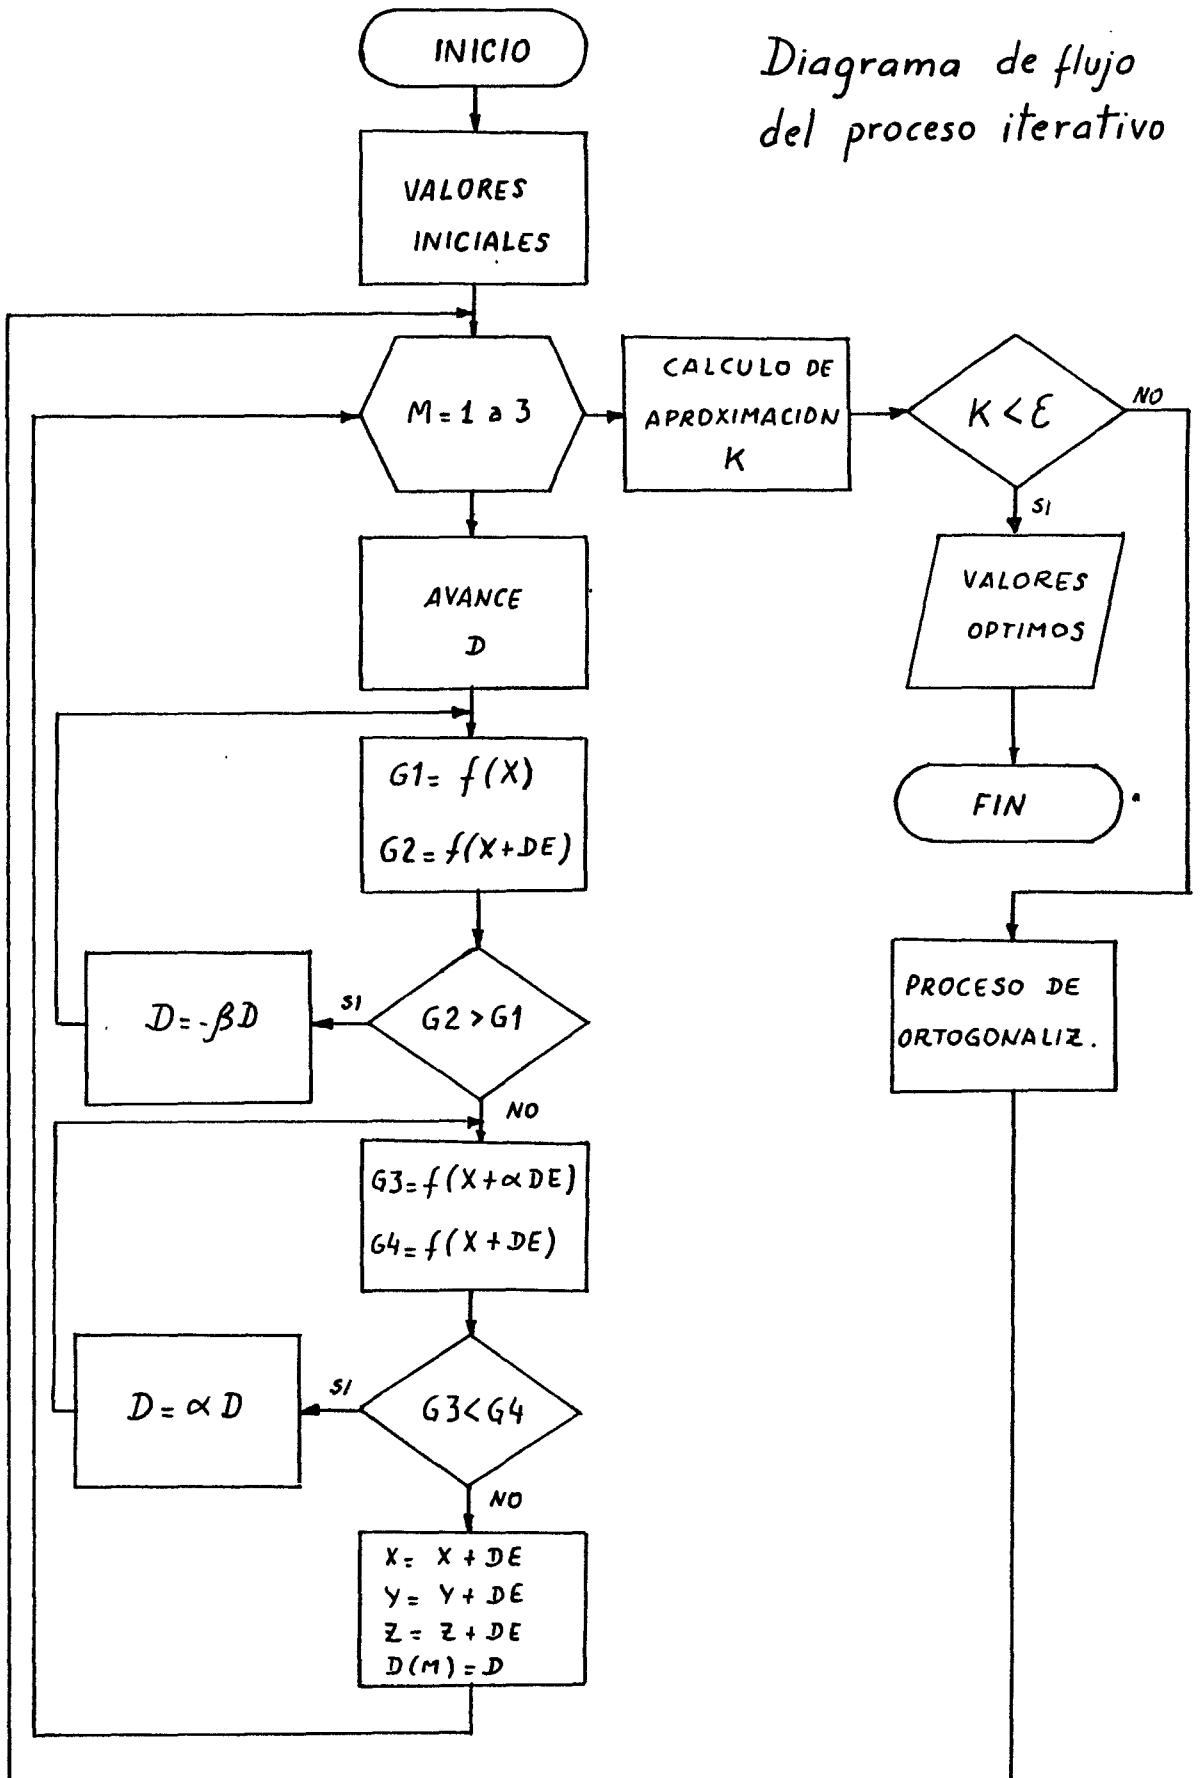 INICIO
Diagrama de flujo
del proceso iterativo
VALORES
INICIALES
M=1 a 3
CALCULO DE
APROXIMACION
K
K<ε
NO
SI
VALORES
OPTIMOS
FIN
PROCESO DE
ORTOGONALIZ.
AVANCE
D
G1= f(X)
G2= f(X+DE)
G2>G1
SI
D=-βD
NO
G3=f(X+αDE)
G4=f(X+DE)
G3<G4
SI
D=αD
NO
X= X+DE
Y= Y+DE
Z= Z+DE
D(M)=D